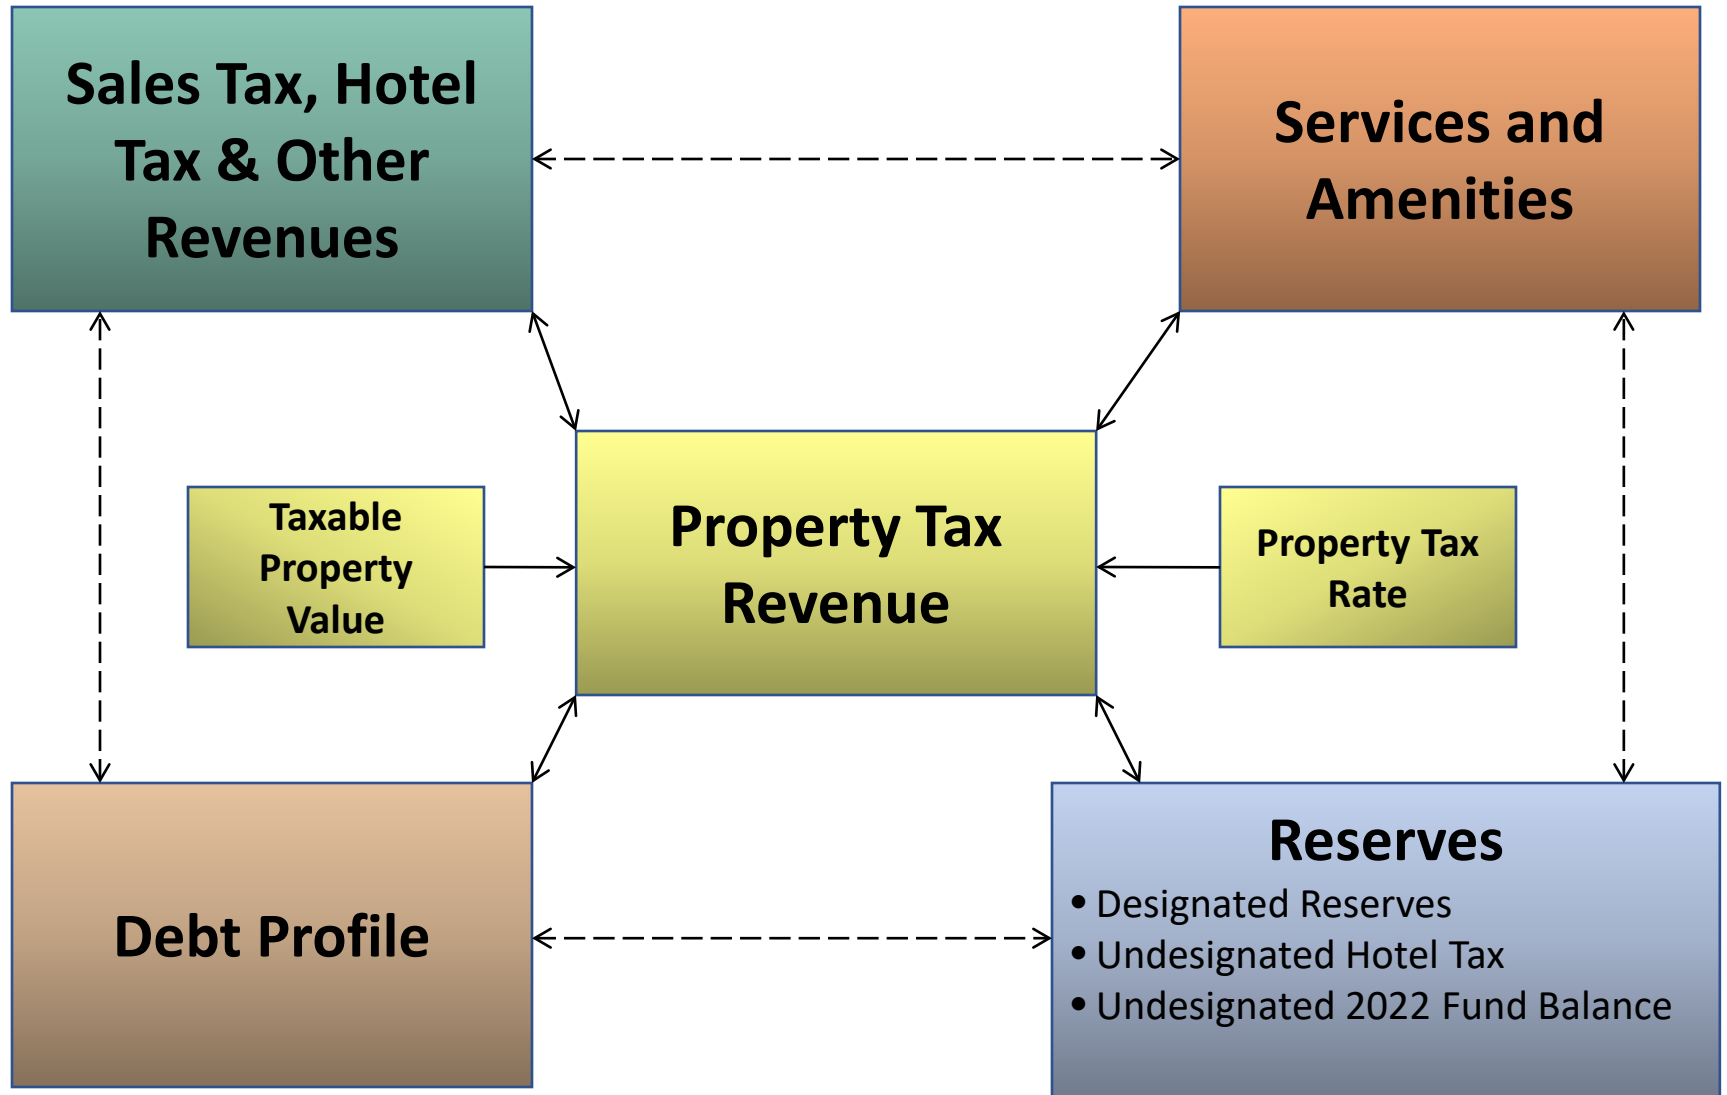 Sales Tax, Hotel
Tax & Other
Revenues
Services and
Amenities
Taxable
Property
Value
Property Tax
Revenue
Property Tax
Rate
Debt Profile
Reserves
• Designated Reserves
• Undesignated Hotel Tax
• Undesignated 2022 Fund Balance